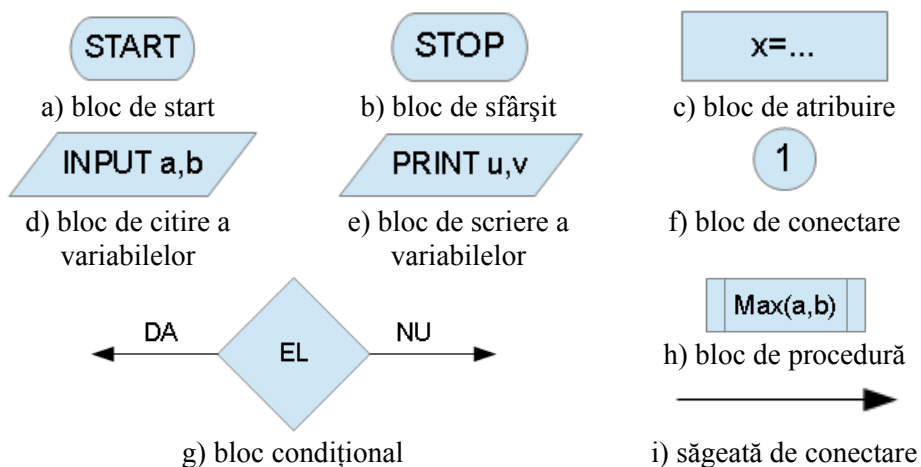 START
STOP
x=...
a) bloc de start
b) bloc de sfârşit
c) bloc de atribuire
INPUT a,b
PRINT u,v
1
d) bloc de citire a
variabilelor
e) bloc de scriere a
variabilelor
f) bloc de conectare
DA
EL
NU
Max(a,b)
h) bloc de procedură
g) bloc condițional
i) săgeată de conectare